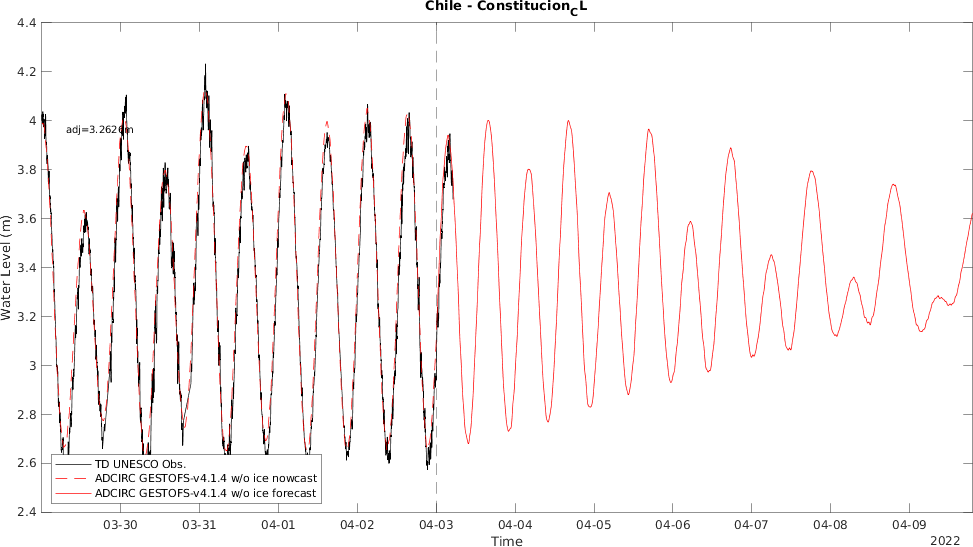 Chile - Constitucion_CL
4.4
4.2
4
3.8
3.6
3.4
3.2
3
2.8
2.6
2.4
Water Level (m)
adj=3.2626m
TD UNESCO Obs.
ADCIRC GESTOFS-v4.1.4 w/o ice nowcast
ADCIRC GESTOFS-v4.1.4 w/o ice forecast
03-30 03-31 04-01 04-02 04-03 04-04 04-05 04-06 04-07 04-08 04-09
Time
2022